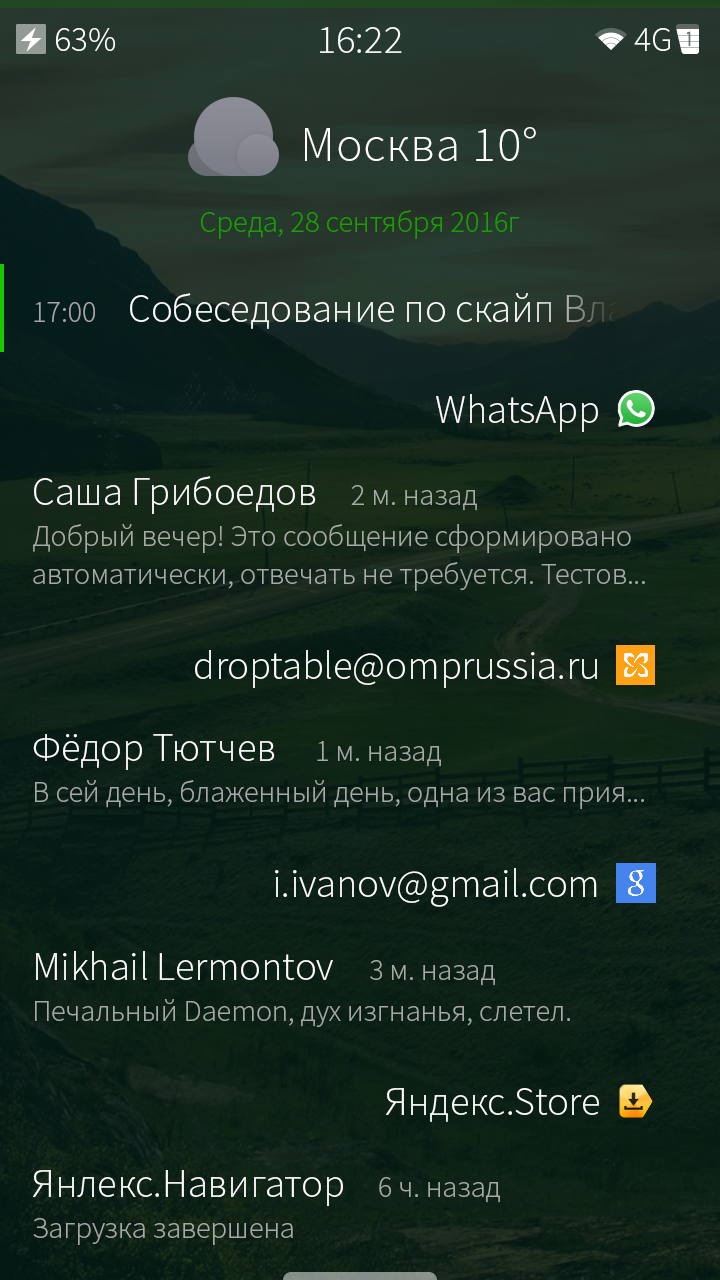 63%
16:22
4G
1
Москва 10°
Среда, 28 сентября 2016г
17:00 Собеседование по скайп
WhatsApp
Саша Грибоедов 2 м. назад
Добрый вечер! Это сообщение сформировано
автоматически, отвечать не требуется. Тестов...
droptable@omprussia.ru
Фёдор Тютчев 1 м. назад
В сей день, блаженный день, одна из вас прия...
i.ivanov@gmail.com
g
Mikhail Lermontov 3 м. назад
Печальный Daemon, дух изгнанья, слетел.
Яндекс.Store
Янлекс.Навигатор 6 ч. назад
Загрузка завершена